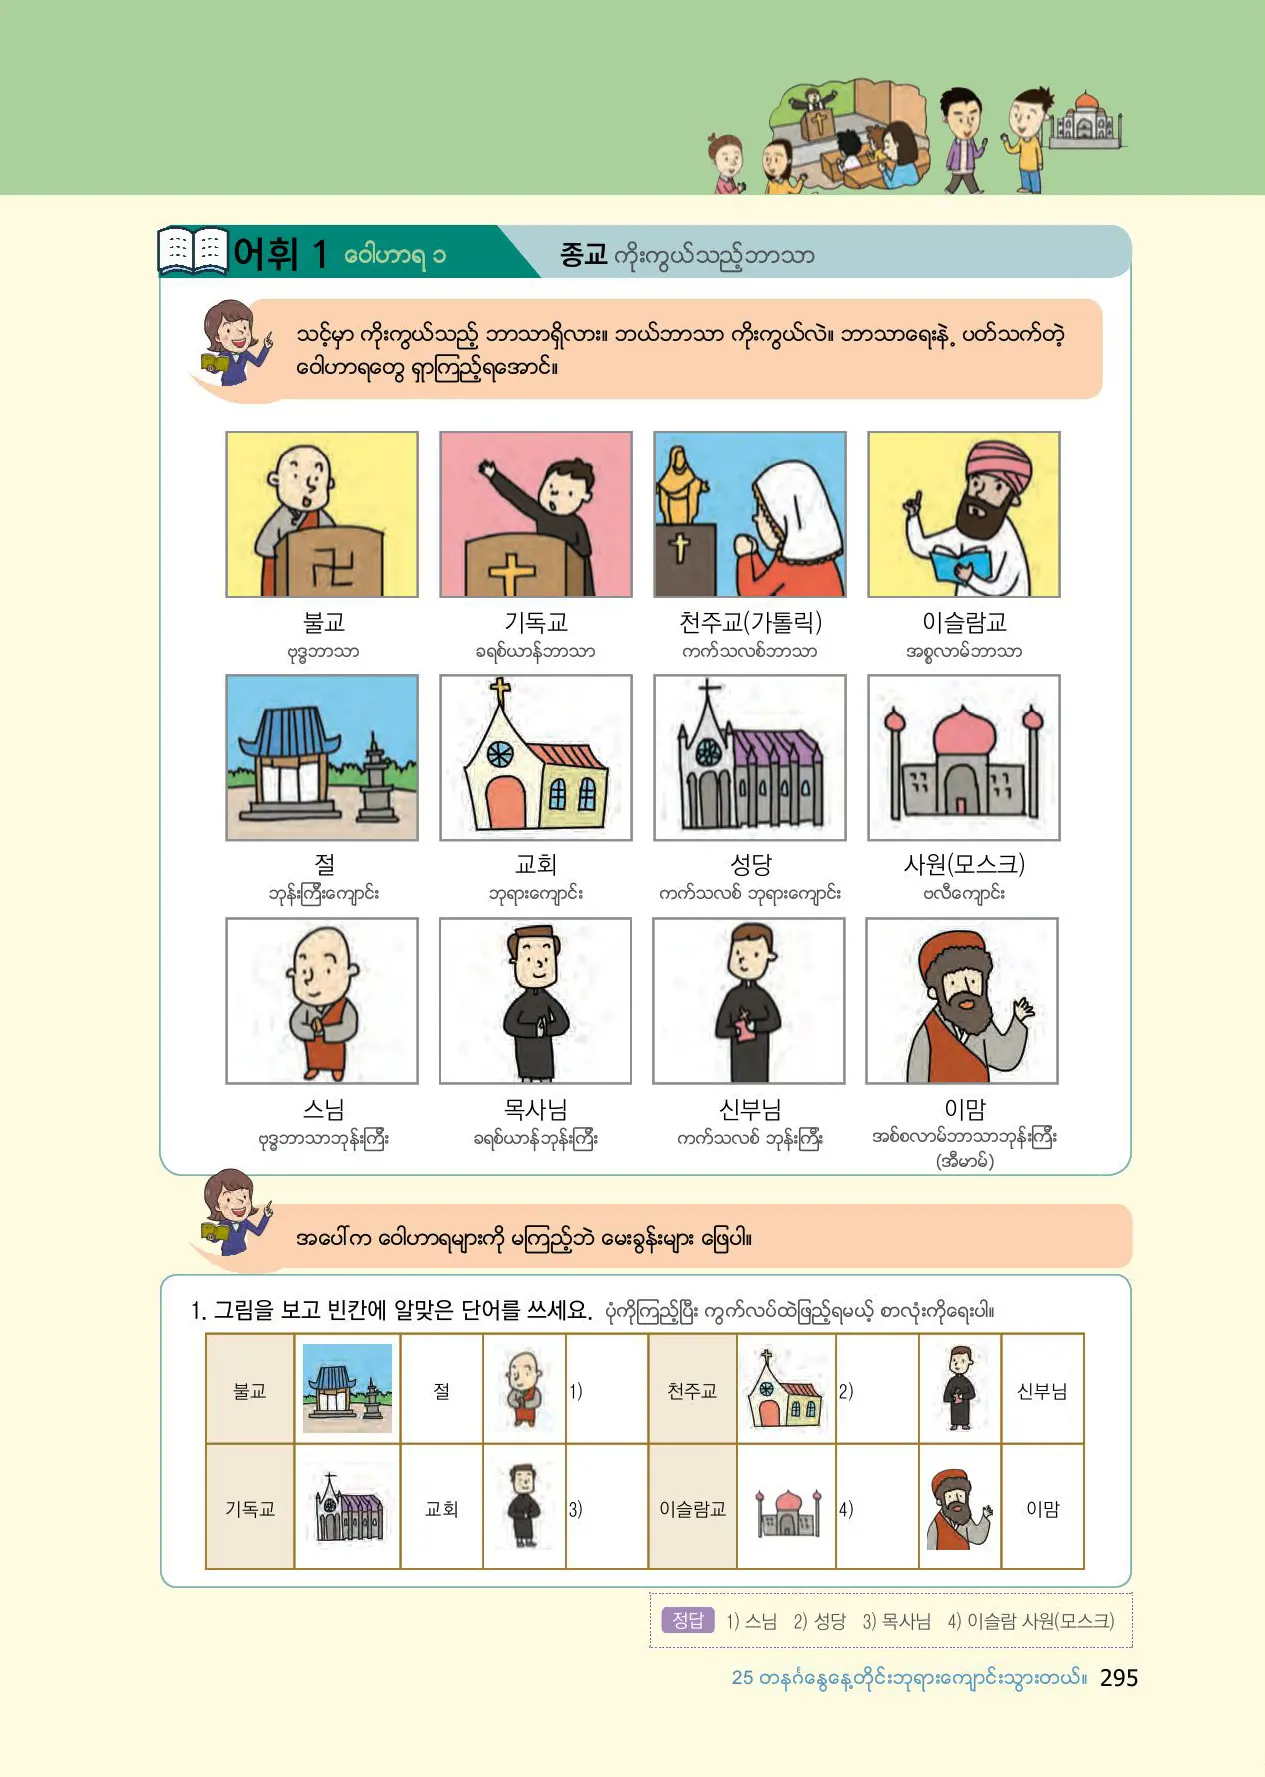 어휘 1 ဝေါဟာရ ၁
종교 ကိုးကွယ်သည့်ဘာသာ
သင့်မှာ ကိုးကွယ်သည့် ဘာသာရှိလား။ ဘယ်ဘာသာ ကိုးကွယ်လဲ။ ဘာသာရေးနဲ့ ပတ်သက်တဲ့
ဝေါဟာရတွေ ရှာကြည့်ရအောင်။
불교 기독교 천주교(가톨릭) 이슬람교
ဗုဒ္ဓဘာသာ ခရစ်ယာန်ဘာသာ ကက်သလစ်ဘာသာ အစ္စလာမ်ဘာသာ
절 교회 성당 사원(모스크)
ဘုန်းကြီးကျောင်း ဘုရားကျောင်း ကက်သလစ် ဘုရားကျောင်း ဗလီကျောင်း
스님 목사님 신부님 이맘
ဗုဒ္ဓဘာသာဘုန်းကြီး ခရစ်ယာန်ဘုန်းကြီး ကက်သလစ် ဘုန်းကြီး အစ်စလာမ်ဘာသာဘုန်းကြီး
(အီမာမ်)
အပေါ်က ဝေါဟာရများကို မကြည့်ဘဲ မေးခွန်းများ ဖြေပါ။
1. 그림을 보고 빈칸에 알맞은 단어를 쓰세요. ပုံကိုကြည့်ပြီး ကွက်လပ်ထဲဖြည့်ရမယ့် စာလုံးကိုရေးပါ။
불교 절 1) 천주교 2) 신부님
기독교 교회 3) 이슬람교 4) 이맘
정답 1) 스님 2) 성당 3) 목사님 4) 이슬람 사원(모스크)
25 တနင်္ဂနွေနေ့တိုင်းဘုရားကျောင်းသွားတယ်။ 295